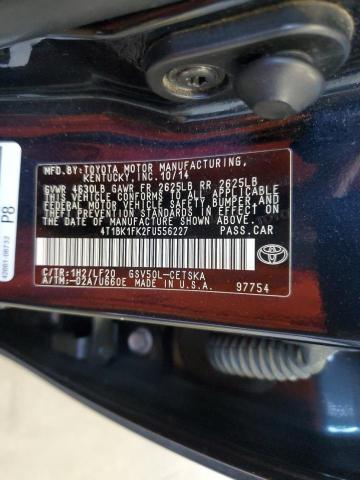 MFD.BY:TOYOTA MOTOR MANUFACTURING,
KENTUCKY, INC. 10/14
GVWR 4630LB GAWR FR 2625LB RR 2625LB
THIS VEHICLE CONFORMS TO ALL APPLICABLE
FEDERAL MOTOR VEHICLE SAFETY, BUMPER, AND
THEFT PREVENTION STANDARDS IN EFFECT ON
THE DATE OF MANUFACTURE SHOWN ABOVE.
4T1BK1FK2FU556227 PASS.CAR
C/TR:1H2/LF20 GSV50L-CETSKA
A/TM:-02A/U660E MADE IN U.S.A.
97754
P8